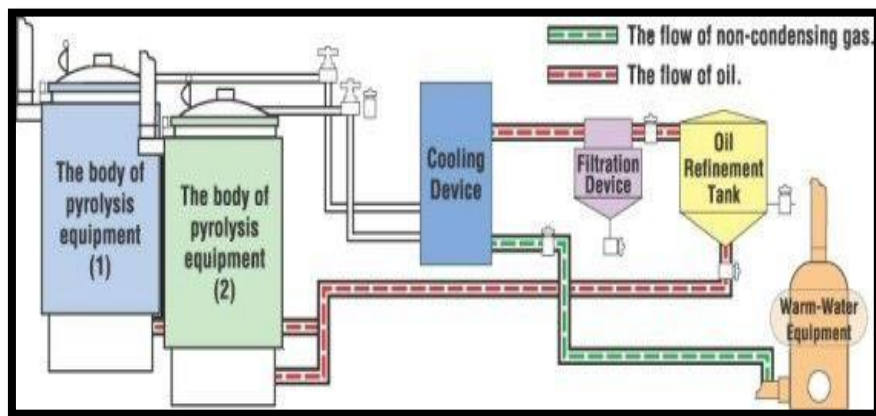 The flow of non-condensing gas.
The flow of oil.
The body of
pyrolysis
equipment
(1)
The body of
pyrolysis
equipment
(2)
Cooling
Device
Filtration
Device
Oil
Refinement
Tank
Warm-Water
Equipment